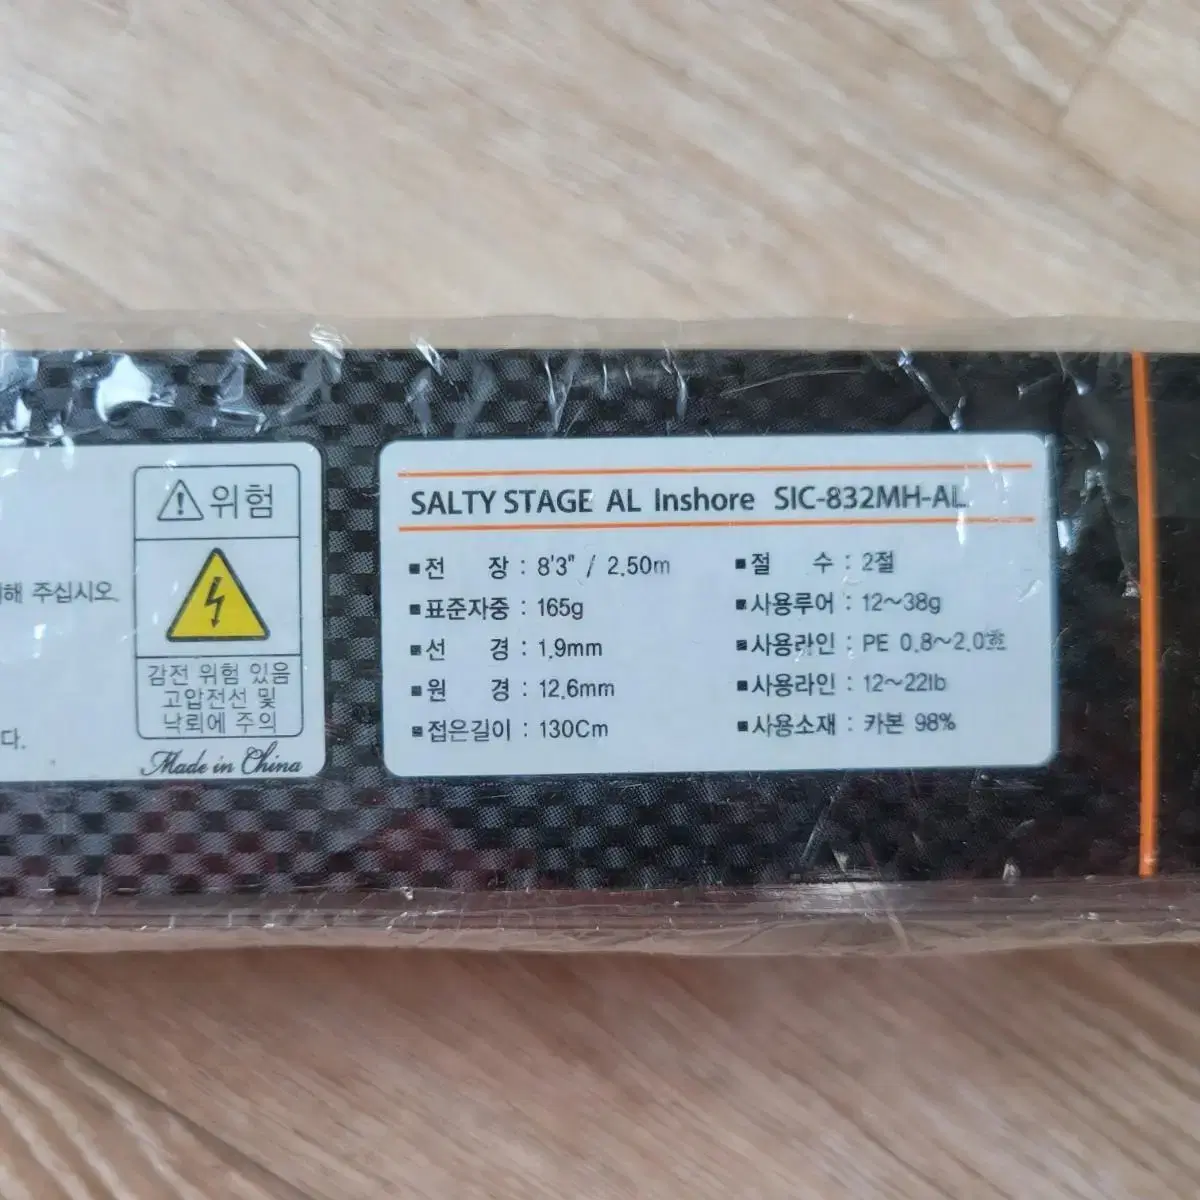 해 주십시오.
다.
위험
감전 위험 있음
고압전선 및
낙뢰에 주의
Made in China
SALTY STAGE AL Inshore SIC-832MH-AL
▪전 장 : 8'3" / 2.50m
▪표준자중 : 165g
▪선 경 : 1.9mm
▪원 경 : 12.6mm
▪접은길이 : 130Cm
▪절 수 : 2절
▪사용루어 : 12~38g
▪사용라인 : PE 0.8~2.0호
▪사용라인 : 12~22lb
▪사용소재 : 카본 98%